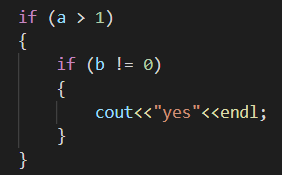 if (a > 1)
{
    if (b != 0)
    {
        cout<<"yes"<<endl;
    }
}